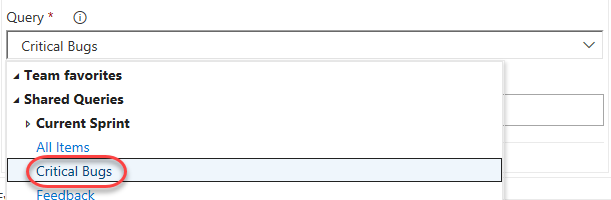 Query *
Critical Bugs
Team favorites
Shared Queries
Current Sprint
All Items
Critical Bugs
Feedback